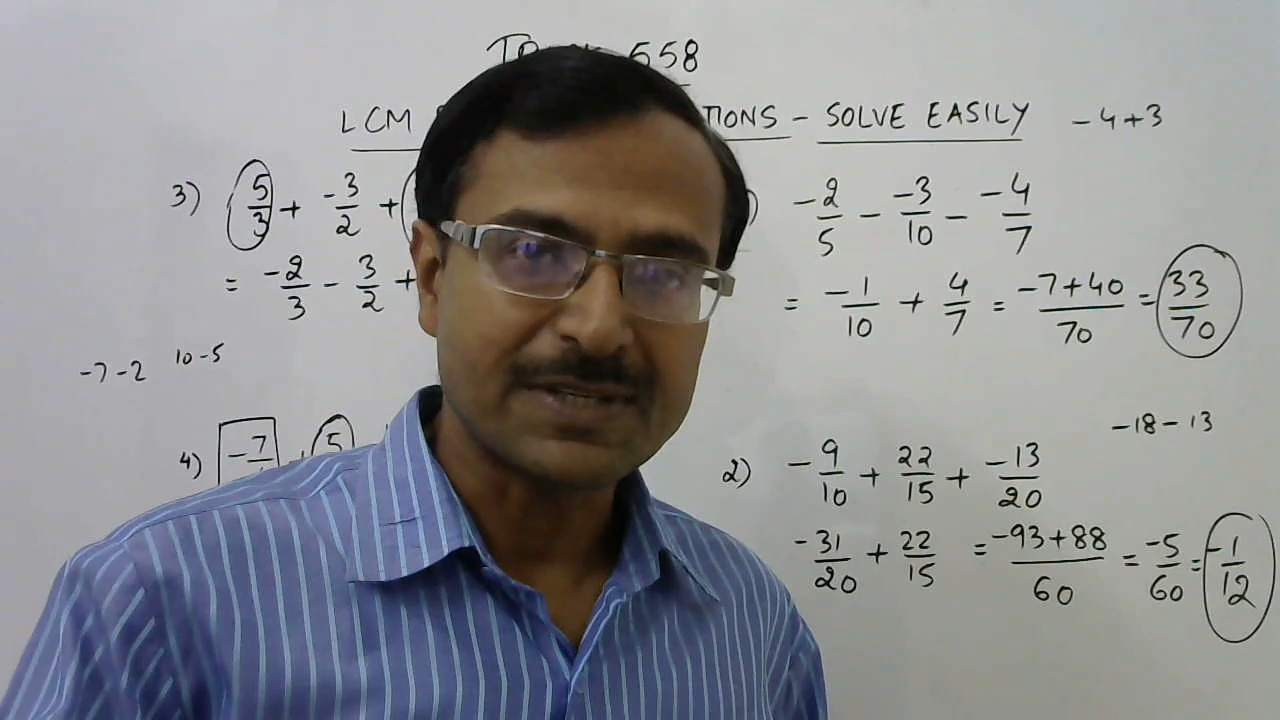 558
LCM TIONS - SOLVE EASILY
-4+3
3) 5/3 + -3/2 +
= -2/3 - 3/2 +
-7-2 10-5
4) -7/ + 5
) -2/5 - -3/10 - -4/7
= -1/10 + 4/7 = -7+40/70 = 33/70
-18-13
2) -9/10 + 22/15 + -13/20
-31/20 + 22/15 = -93+88/60 = -5/60 = -1/12